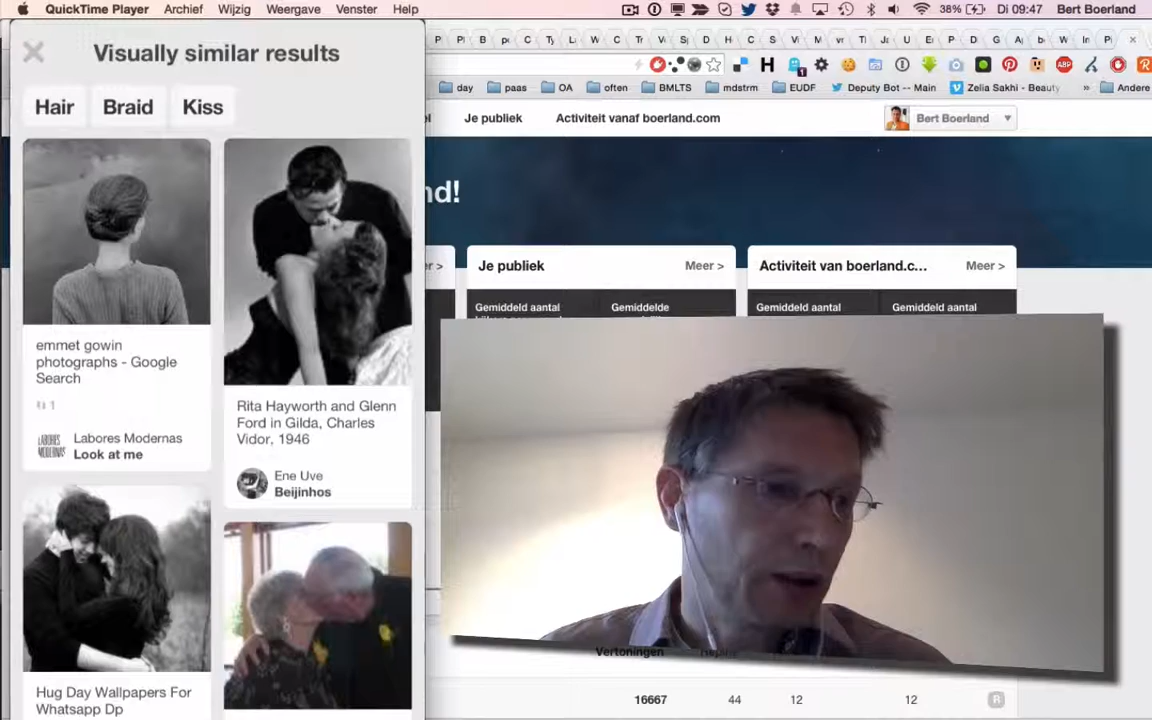 QuickTime Player Archief Wijzig Weergave Venster Help 38% Di 09:47 Bert Boerland
Visually similar results
Hair Braid Kiss
day paas OA often BMLTS mdstrm EUDF Deputy Bot -- Main Zelia Sakhi - Beauty » Andere
Je publiek Activiteit vanaf boerland.com Bert Boerland
nd!
er > Je publiek Meer > Activiteit van boerland.c... Meer >
Gemiddeld aantal Gemiddelde Gemiddeld aantal Gemiddeld aantal
emmet gowin
photographs - Google
Search
1
Labores Modernas
Look at me
LABORES
MODERNAS
Rita Hayworth and Glenn
Ford in Gilda, Charles
Vidor, 1946
Ene Uve
Beijinhos
Hug Day Wallpapers For
Whatsapp Dp
Vertoningen
16667 44 12 12 R